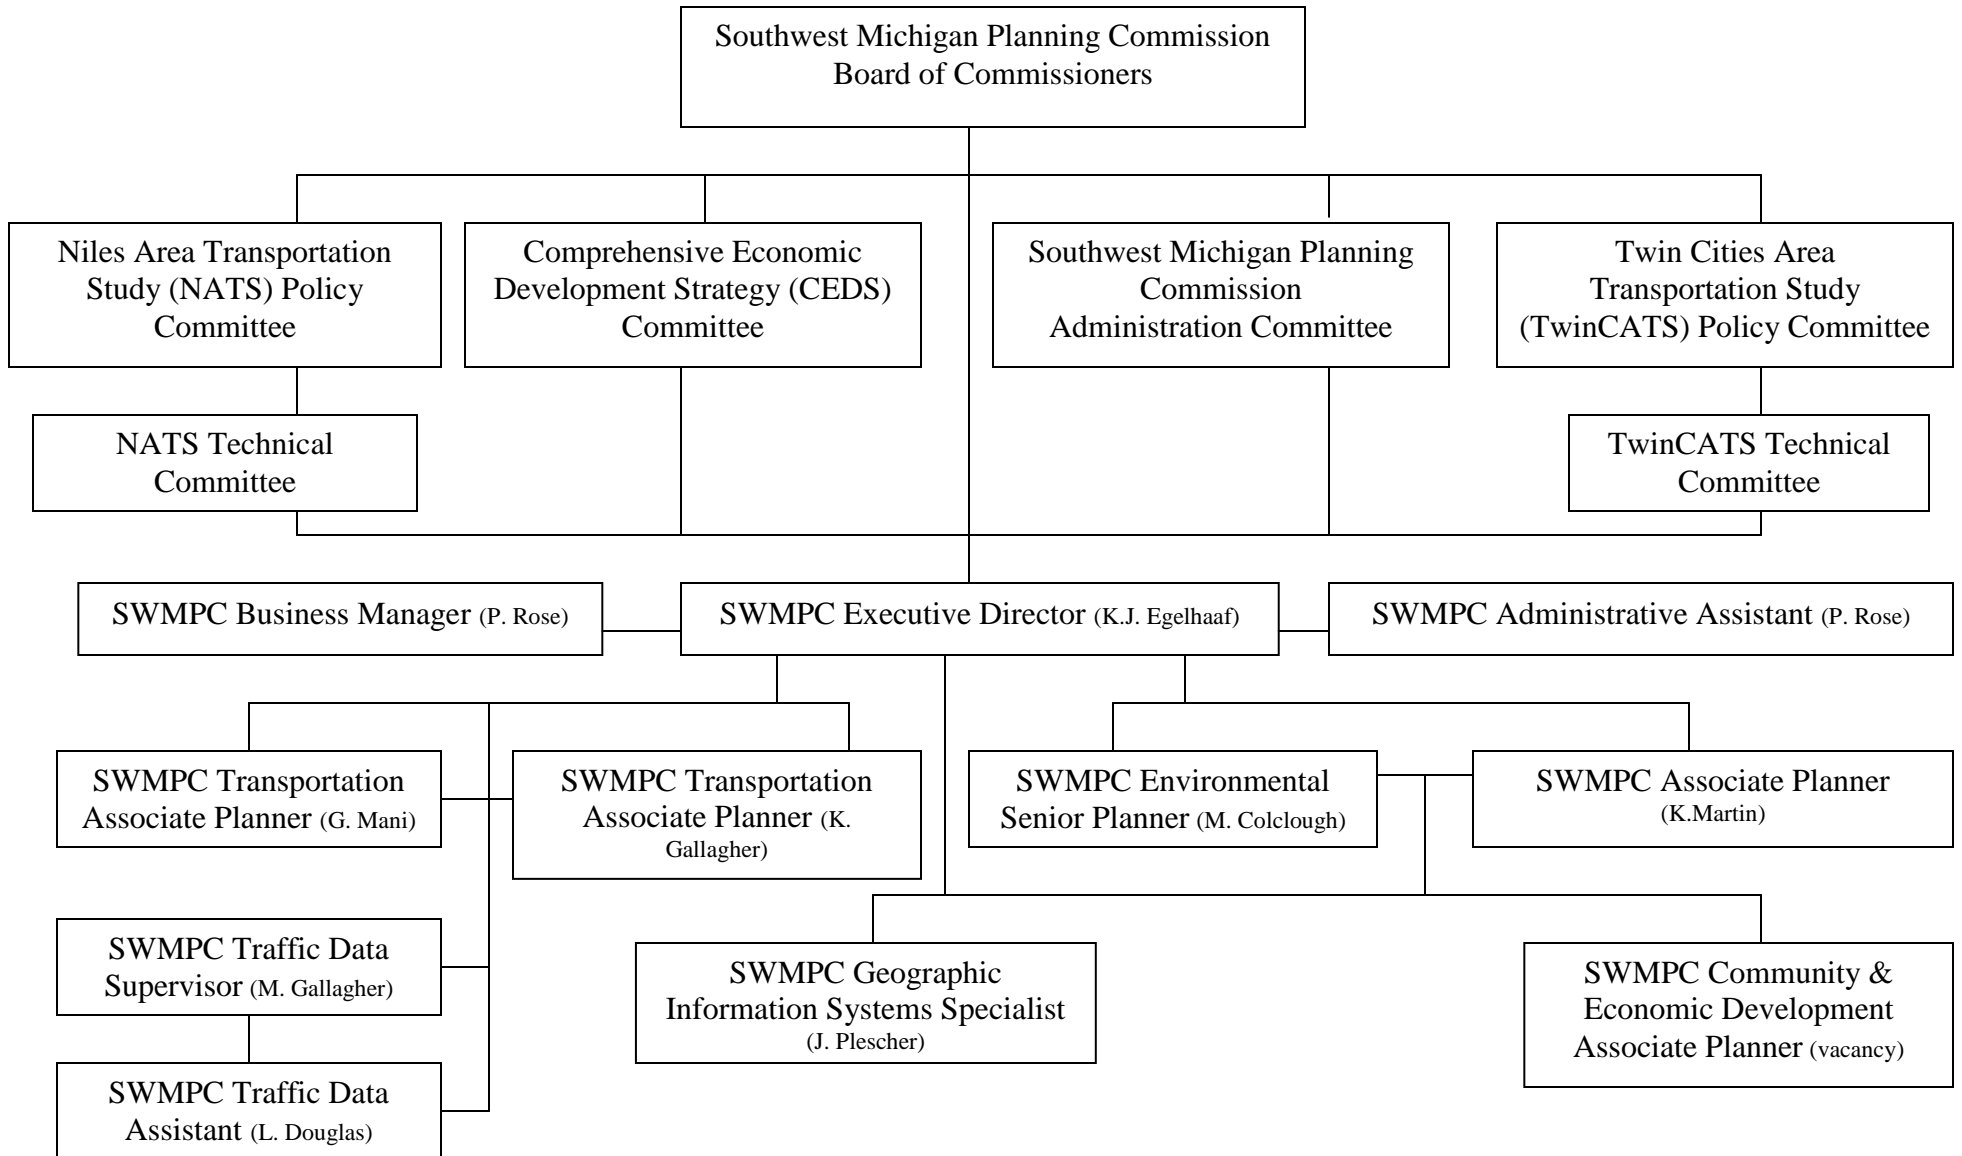 Southwest Michigan Planning Commission
Board of Commissioners
Niles Area Transportation
Study (NATS) Policy
Committee
Comprehensive Economic
Development Strategy (CEDS)
Committee
Southwest Michigan Planning
Commission
Administration Committee
Twin Cities Area
Transportation Study
(TwinCATS) Policy Committee
NATS Technical
Committee
TwinCATS Technical
Committee
SWMPC Business Manager (P. Rose)
SWMPC Executive Director (K.J. Egelhaaf)
SWMPC Administrative Assistant (P. Rose)
SWMPC Transportation
Associate Planner (G. Mani)
SWMPC Transportation
Associate Planner (K.
Gallagher)
SWMPC Environmental
Senior Planner (M. Colclough)
SWMPC Associate Planner
(K.Martin)
SWMPC Traffic Data
Supervisor (M. Gallagher)
SWMPC Geographic
Information Systems Specialist
(J. Plescher)
SWMPC Community &
Economic Development
Associate Planner (vacancy)
SWMPC Traffic Data
Assistant (L. Douglas)